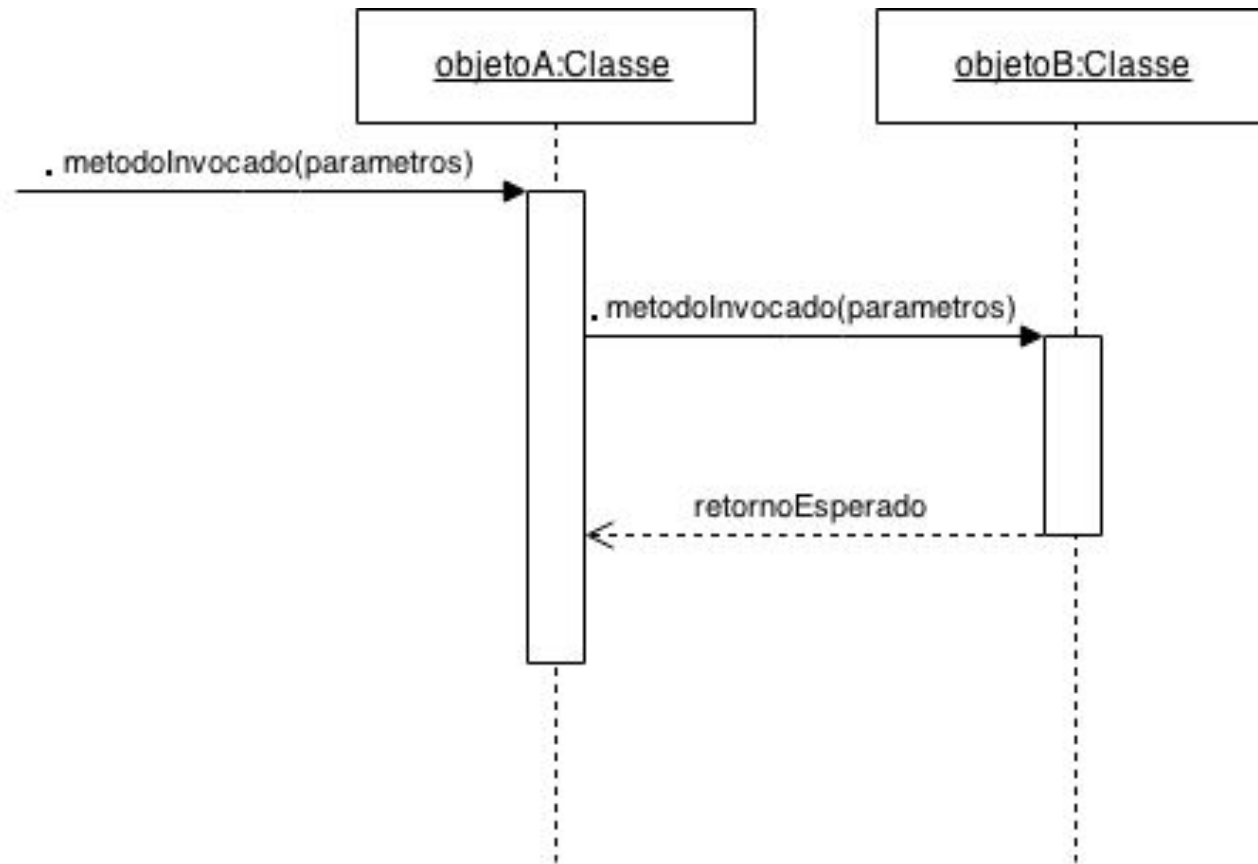 objetoA:Classe
objetoB:Classe
. metodoInvocado(parametros)
. metodoInvocado(parametros)
retornoEsperado